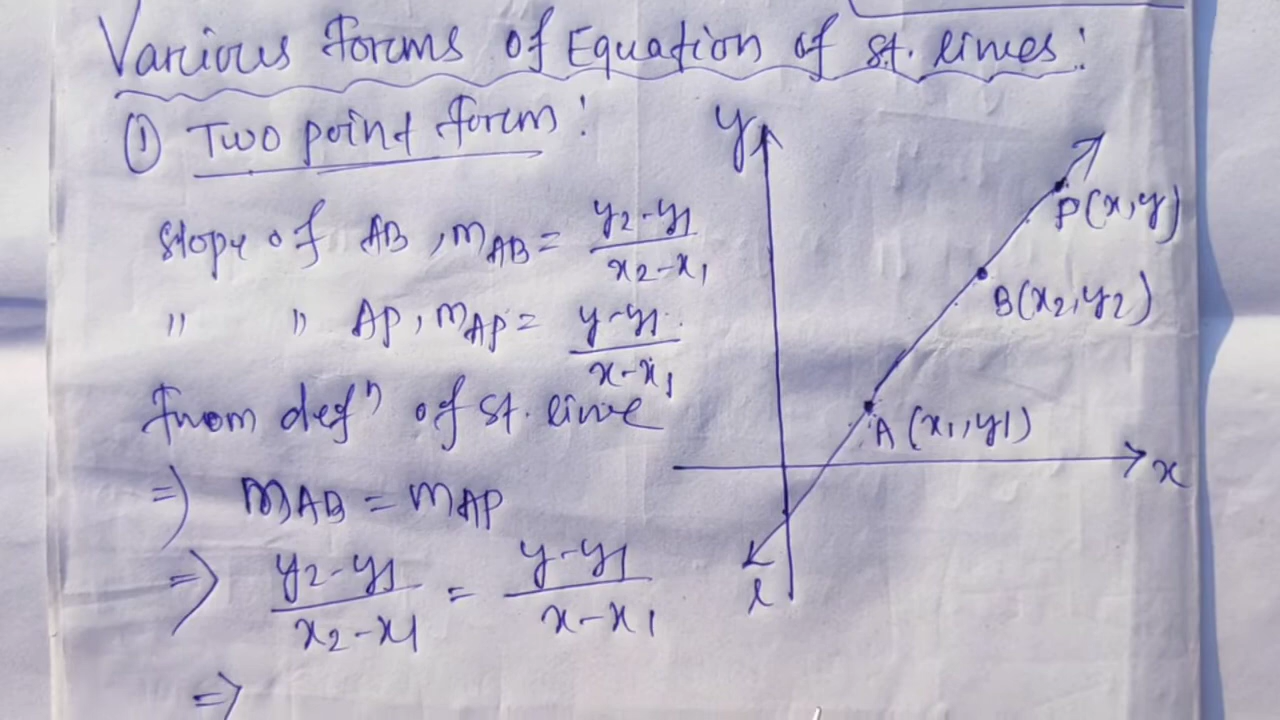 Various forms of Equation of st. lines:
① Two point form:
Slope of AB, mAB = y2-y1/x2-x1
" " AP, mAP = y-y1/x-x1
From defⁿ of st. line
=> mAB = mAP
=> y2-y1/x2-x1 = y-y1/x-x1
=>
y
P(x,y)
B(x2,y2)
A(x1,y1)
x
l